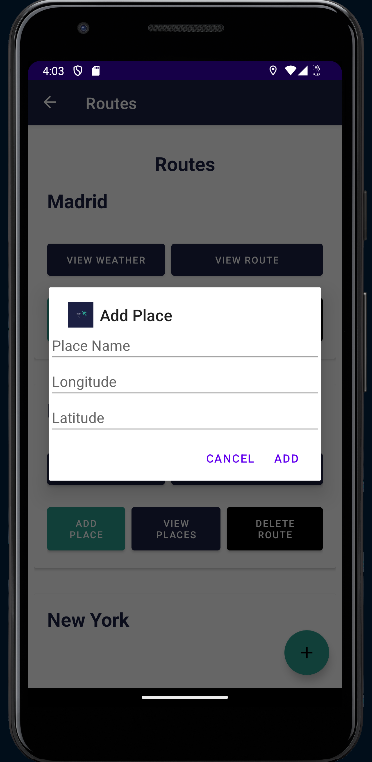 4:03
Routes
Routes
Madrid
VIEW WEATHER
VIEW ROUTE
Add Place
Place Name
Longitude
Latitude
CANCEL
ADD
ADD
PLACE
VIEW
PLACES
DELETE
ROUTE
New York
+